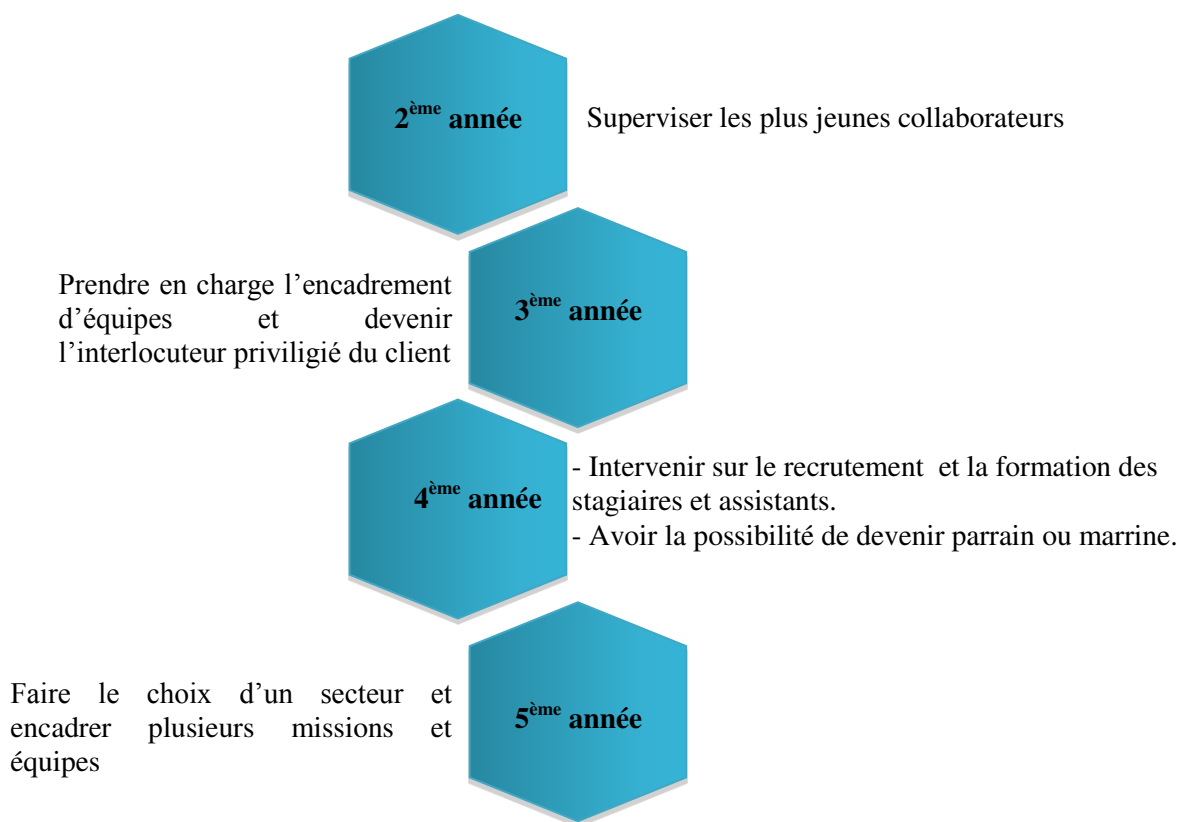 2ème année
Superviser les plus jeunes collaborateurs
Prendre en charge l’encadrement
d’équipes et devenir
l’interlocuteur priviligié du client
3ème année
4ème année
- Intervenir sur le recrutement et la formation des
stagiaires et assistants.
- Avoir la possibilité de devenir parrain ou marrine.
Faire le choix d’un secteur et
encadrer plusieurs missions et
équipes
5ème année